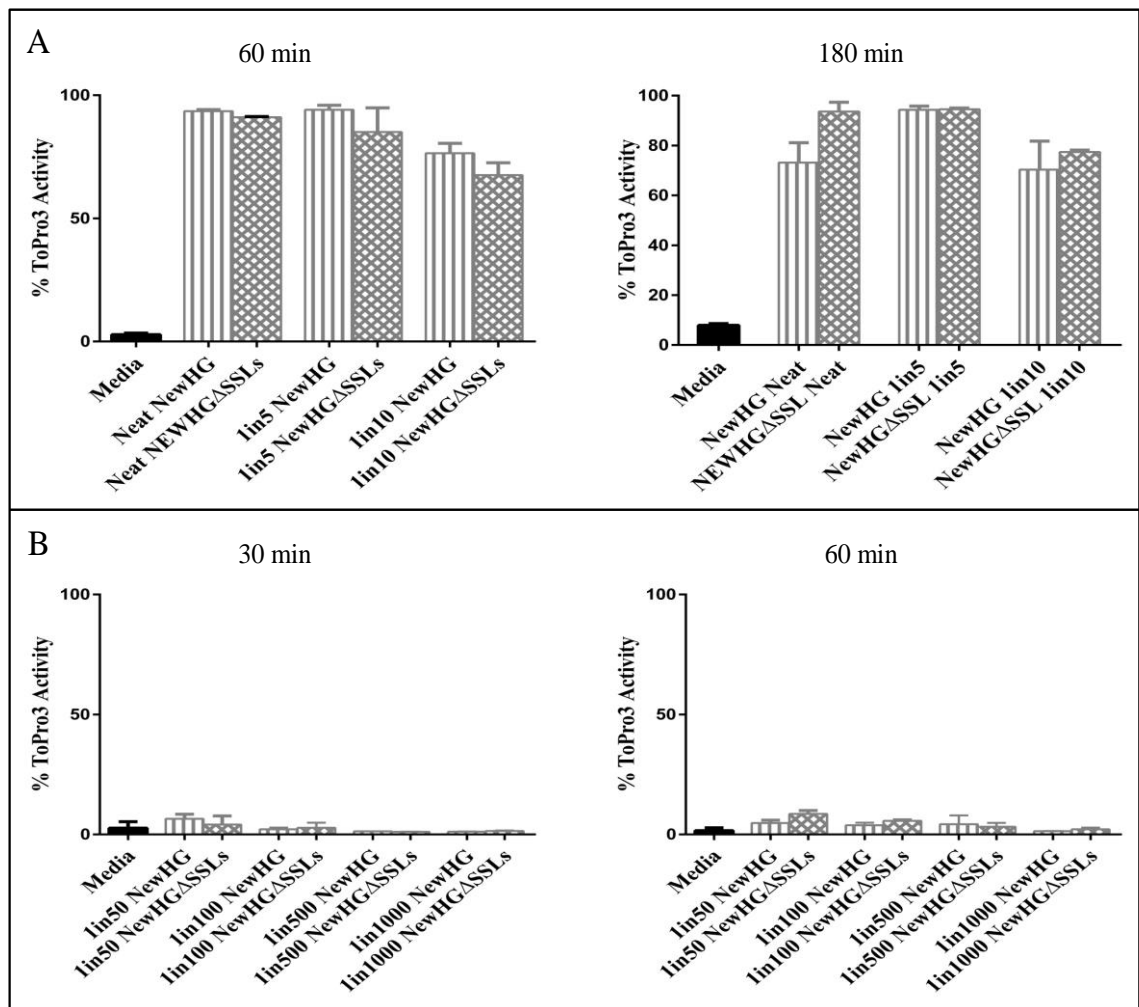 A
60 min
% ToPro3 Activity
100
50
0
Media
Neat NewHG
Neat NEWHGΔSSLs
1in5 NewHG
1in5 NewHGΔSSLs
1in10 NewHG
1in10 NewHGΔSSLs
180 min
% ToPro3 Activity
100
80
60
40
20
0
Media
NewHG Neat
NEWHGΔSSL Neat
NewHG 1in5
NewHGΔSSL 1in5
NewHG 1in10
NewHGΔSSL 1in10
B
30 min
% ToPro3 Activity
100
50
0
Media
1in50 NewHG
1in50 NewHGΔSSLs
1in100 NewHG
1in100 NewHGΔSSLs
1in500 NewHG
1in500 NewHGΔSSLs
1in1000 NewHG
1in1000 NewHGΔSSLs
60 min
% ToPro3 Activity
100
50
0
Media
1in50 NewHG
1in50 NewHGΔSSLs
1in100 NewHG
1in100 NewHGΔSSLs
1in500 NewHG
1in500 NewHGΔSSLs
1in1000 NewHG
1in1000 NewHGΔSSLs